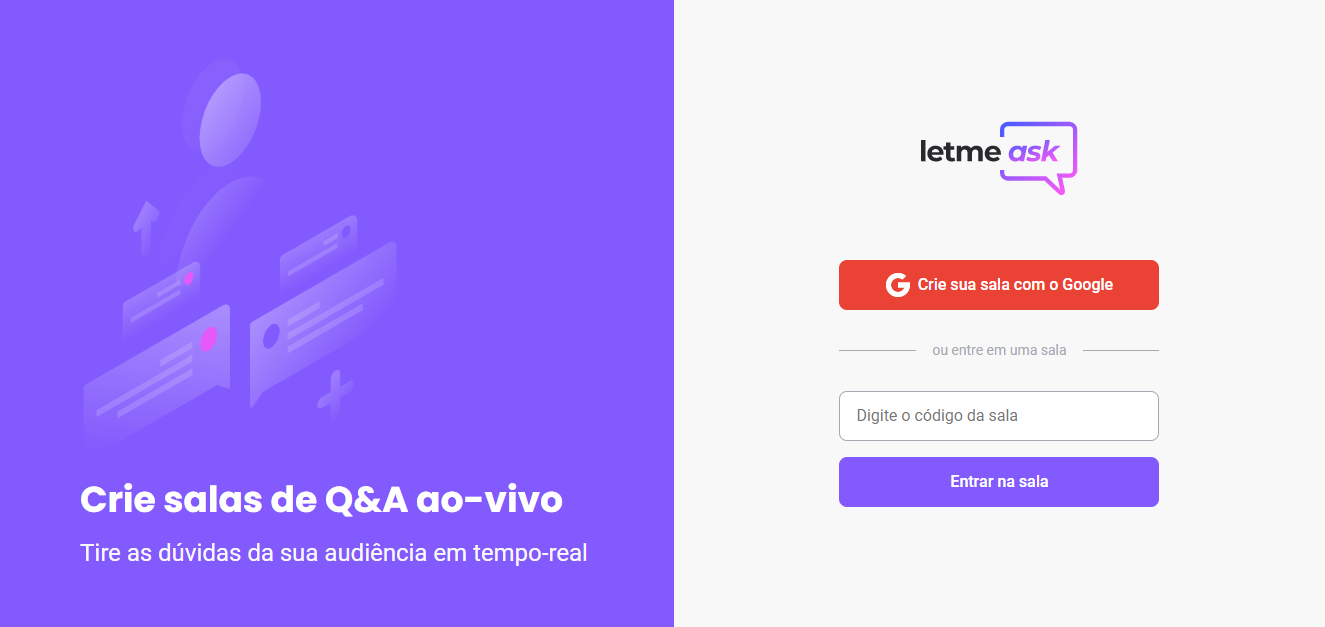 Crie salas de Q&A ao-vivo
Tire as dúvidas da sua audiência em tempo-real
letme ask
Crie sua sala com o Google
ou entre em uma sala
Digite o código da sala
Entrar na sala